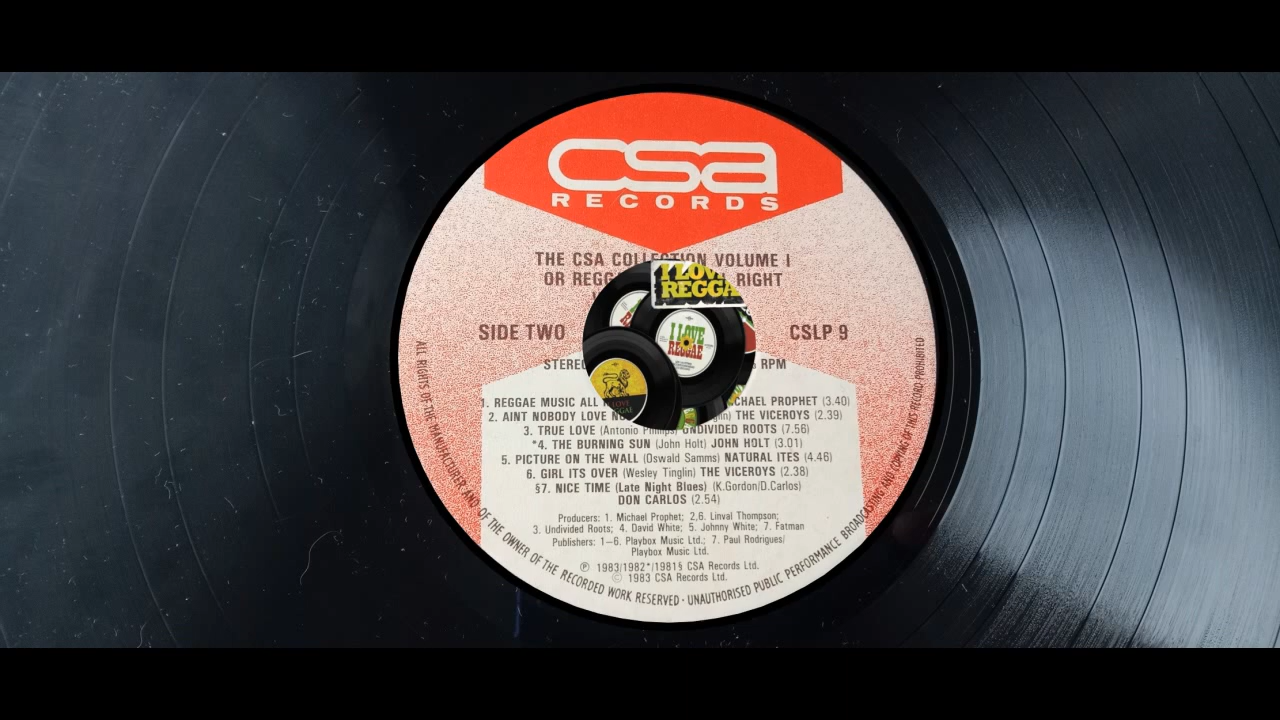 csa
RECORDS
THE CSA COLLECTION VOLUME I
OR REGG RIGHT
I LOVE
REGGA
SIDE TWO
CSLP 9
I LOVE
REGGAE
STEREO
RPM
1. REGGAE MUSIC ALL MICHAEL PROPHET (3.40)
2. AINT NOBODY LOVE THE VICEROYS (2.39)
3. TRUE LOVE (Antonio Phillips) UNDIVIDED ROOTS (7.56)
*4. THE BURNING SUN (John Holt) JOHN HOLT (3.01)
5. PICTURE ON THE WALL (Oswald Samms) NATURAL ITES (4.46)
6. GIRL ITS OVER (Wesley Tinglin) THE VICEROYS (2.38)
§7. NICE TIME (Late Night Blues) (K.Gordon/D.Carlos)
DON CARLOS (2.54)
Producers: 1. Michael Prophet; 2,6. Linval Thompson;
3. Undivided Roots; 4. David White; 5. Johnny White; 7. Fatman
Publishers: 1–6. Playbox Music Ltd.; 7. Paul Rodrigues/
Playbox Music Ltd.
℗ 1983/1982*/1981§ CSA Records Ltd.
© 1983 CSA Records Ltd.
ALL RIGHTS OF THE MANUFACTURER AND OF THE OWNER OF THE RECORDED WORK RESERVED · UNAUTHORISED PUBLIC PERFORMANCE BROADCASTING AND COPYING OF THIS RECORD PROHIBITED